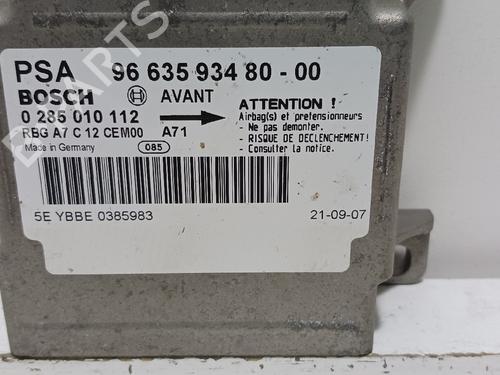 PSA 96 635 934 80 - 00
BOSCH AVANT
0 285 010 112
RBG A7 C 12 CEM00 A71
Made in Germany 085
ATTENTION !
Airbag(s) et pretensionneurs
- Ne pas demonter.
- RISQUE DE DECLENCHEMENT!
- Consulter la notice.
5E YBBE 0385983 21-09-07